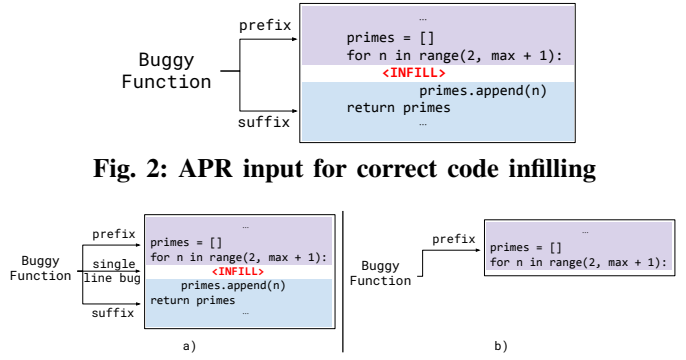 ...
prefix
primes = []
for n in range(2, max + 1):
Buggy
Function
<INFILL>
primes.append(n)
return primes
suffix
...
Fig. 2: APR input for correct code infilling
...
prefix
primes = []
for n in range(2, max + 1):
Buggy
Function
single
line bug
<INFILL>
primes.append(n)
return primes
suffix
...
a)
prefix
...
primes = []
for n in range(2, max + 1):
Buggy
Function
b)